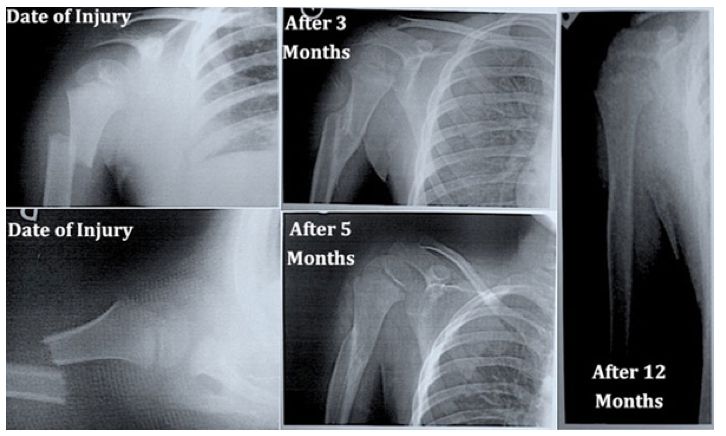 Date of Injury
After 3
Months
Date of Injury
After 5
Months
After 12
Months